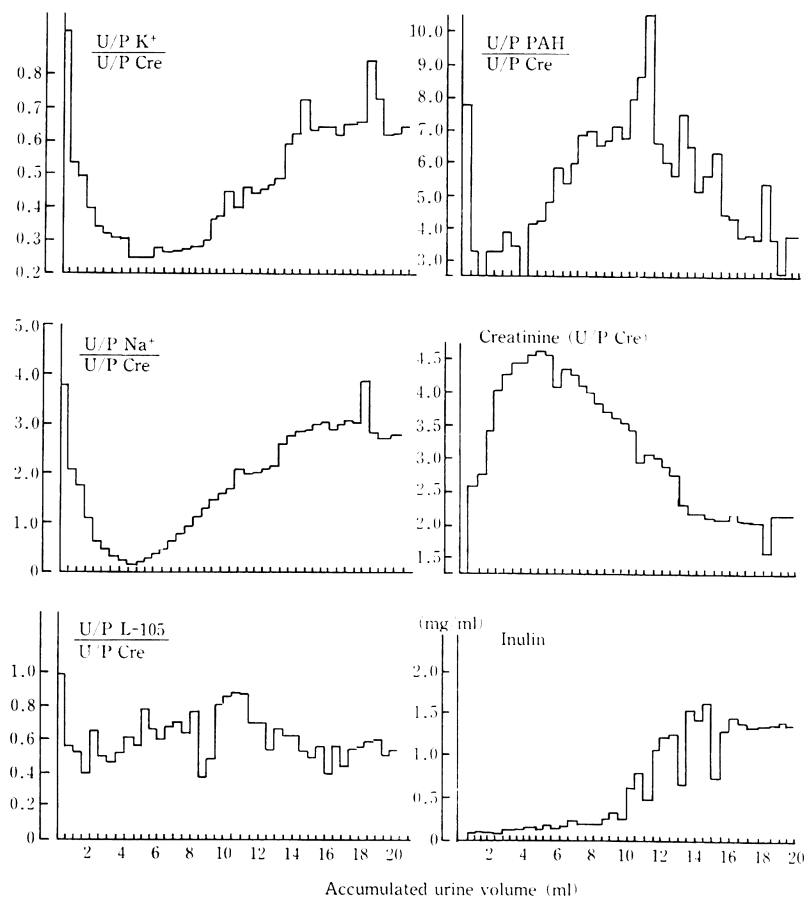 U/P K⁺
U/P Cre
0.8
0.7
0.6
0.5
0.4
0.3
0.2
U/P PAH
U/P Cre
10.0
9.0
8.0
7.0
6.0
5.0
4.0
3.0
U/P Na⁺
U/P Cre
5.0
4.0
3.0
2.0
1.0
0
Creatinine (U/P Cre)
4.5
4.0
3.5
3.0
2.5
2.0
1.5
U/P L-105
U/P Cre
1.0
0.8
0.6
0.4
0.2
0
2 4 6 8 10 12 14 16 18 20
(mg/ml)
Inulin
2.0
1.5
1.0
0.5
0
2 4 6 8 10 12 14 16 18 20
Accumulated urine volume (ml)